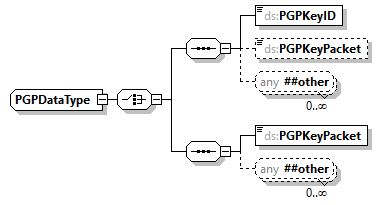 ds:PGPKeyID
ds:PGPKeyPacket
any ##other
0..∞
PGPDataType
ds:PGPKeyPacket
any ##other
0..∞